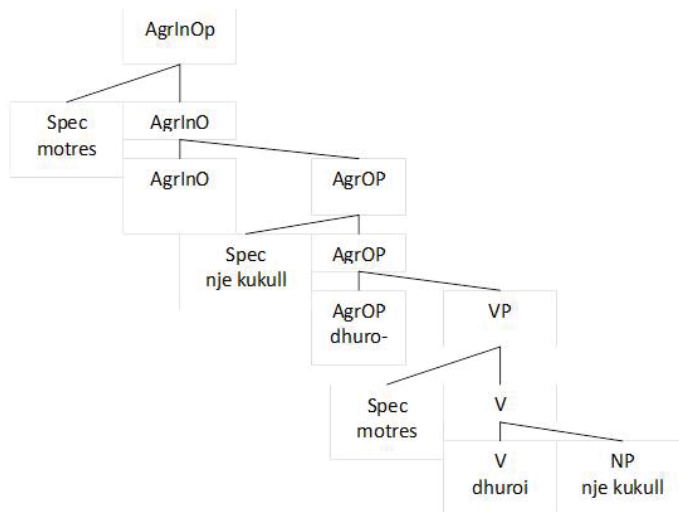 AgrInOp
Spec AgrInO
motres
AgrInO AgrOP
Spec AgrOP
nje kukull
AgrOP VP
dhuro-
Spec V
motres
V NP
dhuroi nje kukull